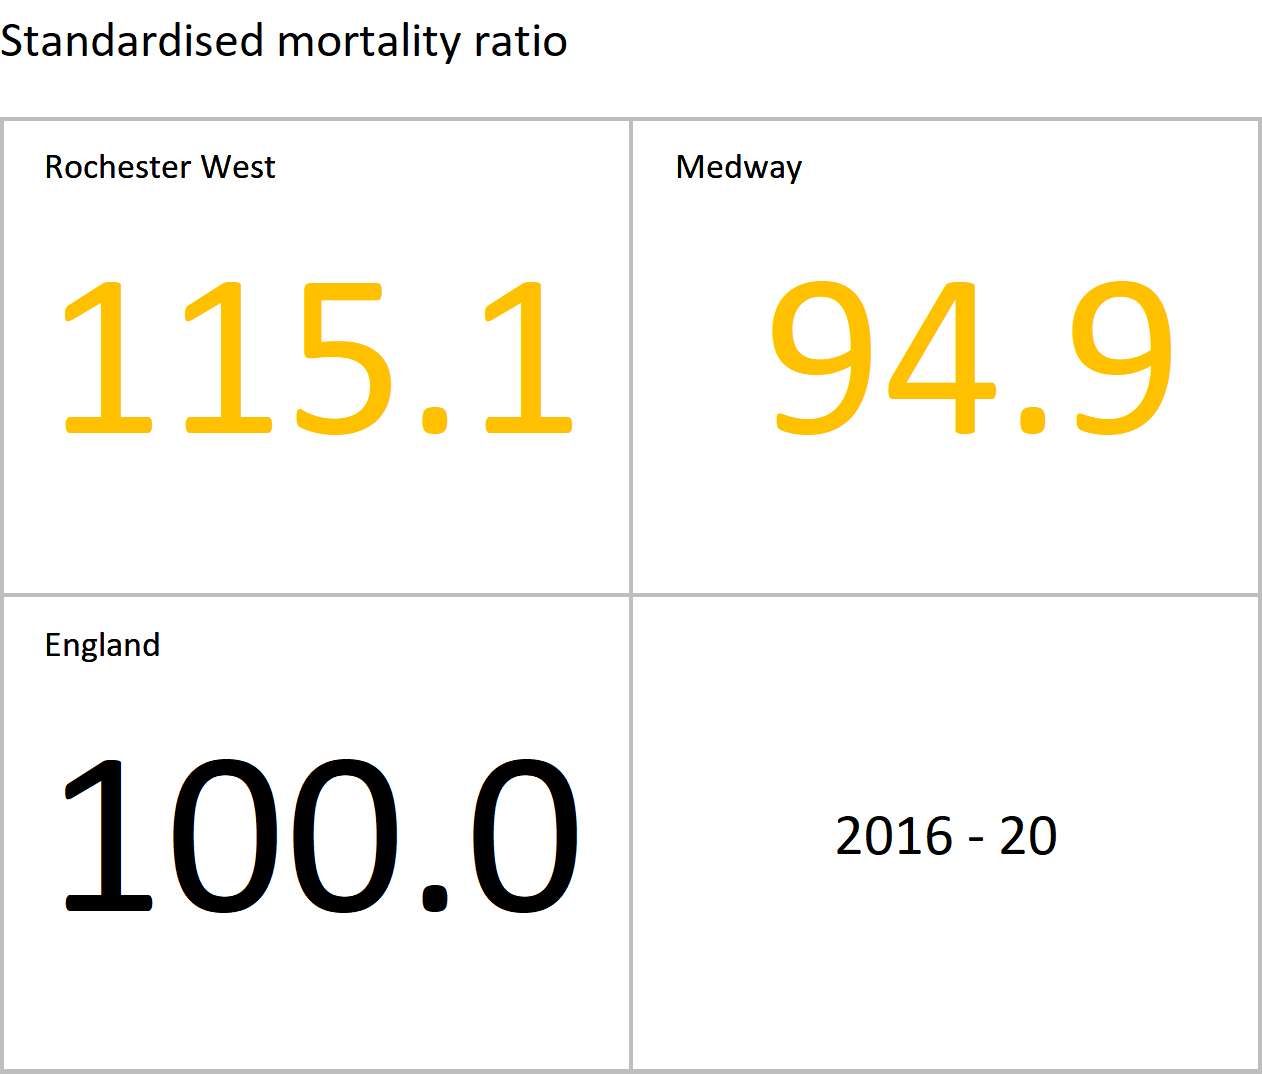 Standardised mortality ratio
Rochester West
115.1
Medway
94.9
England
100.0
2016 - 20